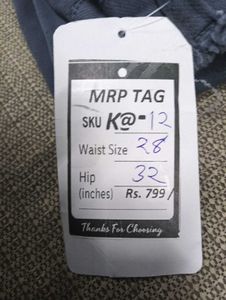 MRP TAG
SKU K@-12
Waist Size 28
Hip 32
(inches) Rs. 799/
Thanks For Choosing